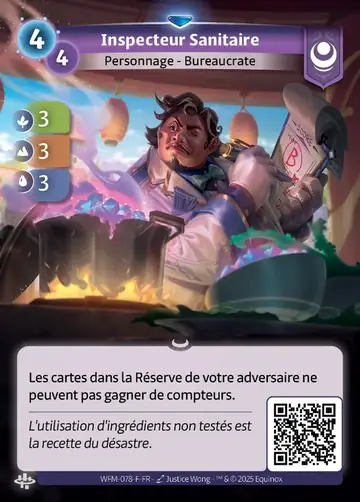 4
Inspecteur Sanitaire
4
Personnage - Bureaucrate
3
3
3
B
Les cartes dans la Réserve de votre adversaire ne
peuvent pas gagner de compteurs.
L'utilisation d'ingrédients non testés est
la recette du désastre.
WFM-078-F-FR - Justice Wong - ™ & © 2025 Equinox